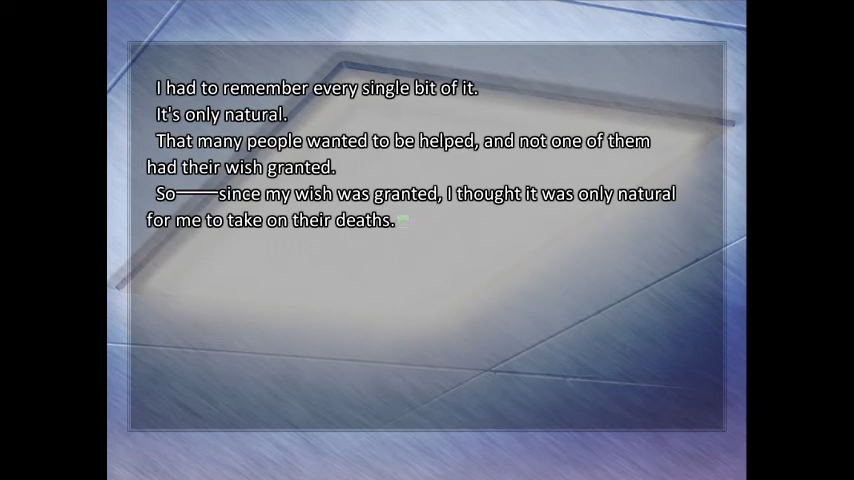 I had to remember every single bit of it.
It's only natural.
That many people wanted to be helped, and not one of them
had their wish granted.
So───since my wish was granted, I thought it was only natural
for me to take on their deaths.